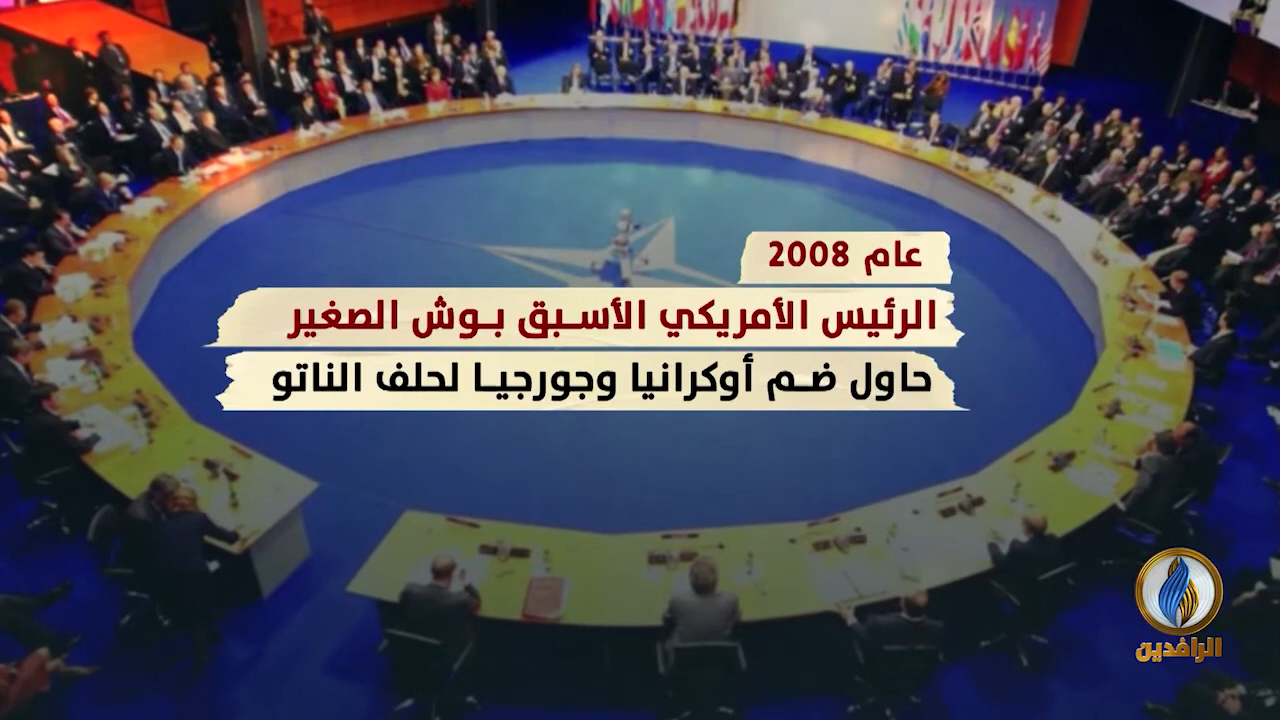 عام 2008
الرئيس الأمريكي الأسبق بوش الصغير
حاول ضم أوكرانيا وجورجيا لحلف الناتو
الرافدين